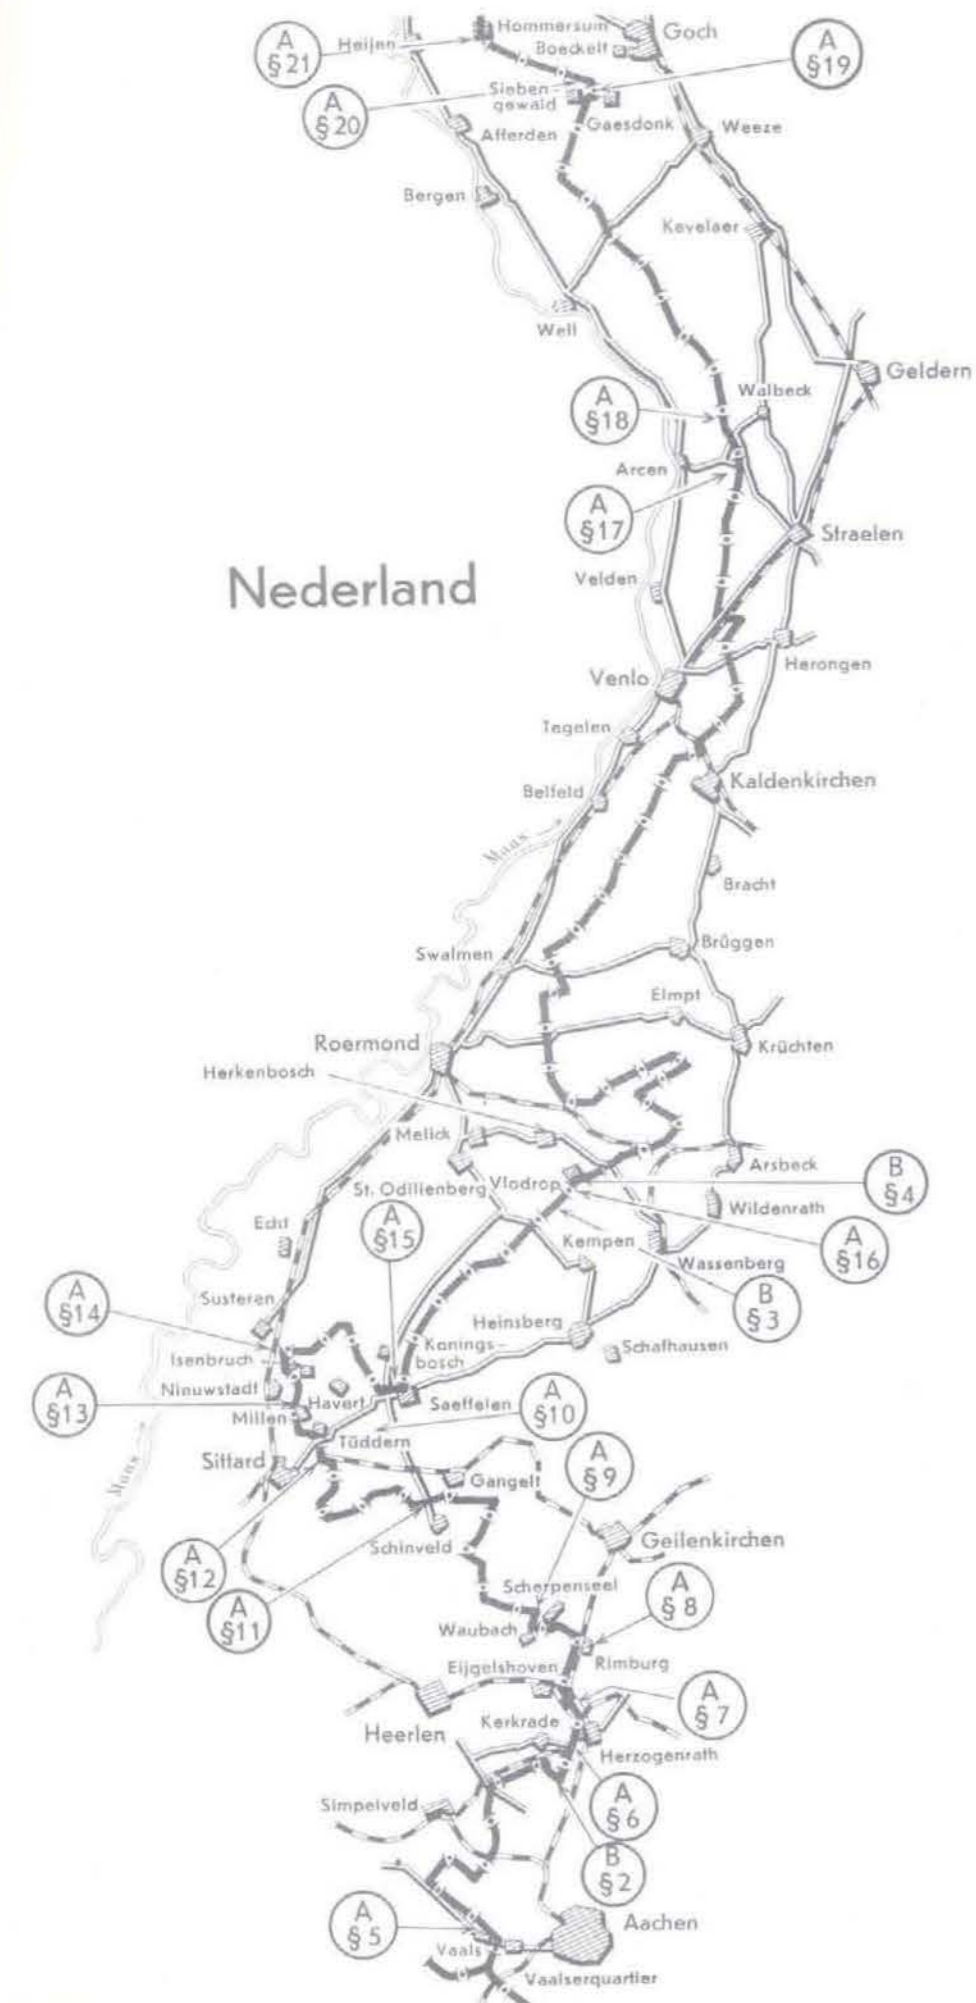 Hommersum
Goch
A
§21
Heijen
Boeckelt
A
§19
Sieben-
gewald
A
§20
Gaesdonk
Weeze
Afferden
Bergen
Kevelaer
Well
Geldern
Walbeck
A
§18
Arcen
A
§17
Straelen
Nederland
Velden
Herongen
Venlo
Tegelen
Kaldenkirchen
Belfeld
Maas
Bracht
Swalmen
Brüggen
Elmpt
Roermond
Krüchten
Herkenbosch
Melick
Arsbeck
B
§4
St. Odilienberg
Vlodrop
Wildenrath
A
§15
Echt
Kempen
A
§16
Wassenberg
A
§14
Susteren
B
§3
Heinsberg
Schafhausen
Konings-
bosch
Isenbruch
Nieuwstadt
Havert
Saeffelen
A
§10
A
§13
Millen
Tüddern
Sittard
Gangelt
A
§9
Maas
Geilenkirchen
Schinveld
A
§12
Scherpenseel
A
§8
A
§11
Waubach
Rimburg
Eijgelshoven
A
§7
Kerkrade
Heerlen
Herzogenrath
Simpelveld
A
§6
B
§2
A
§5
Aachen
Vaals
Vaalserquartier